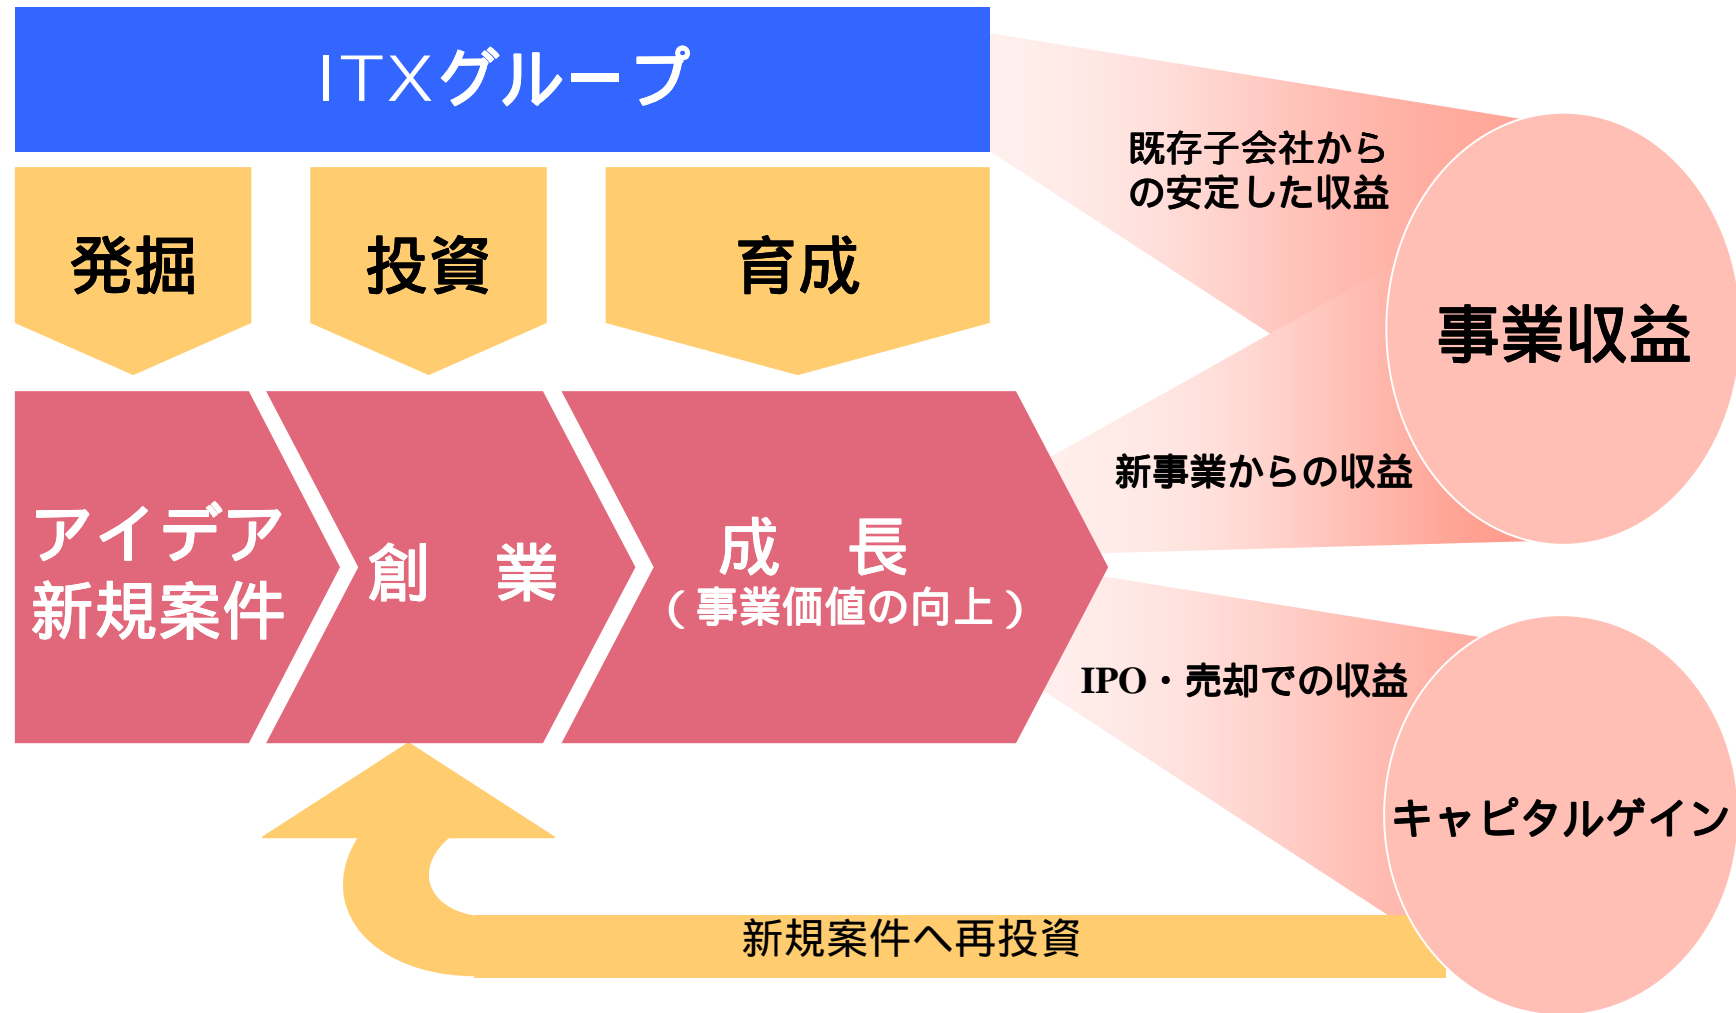 ITXグループ
発掘
投資
育成
既存子会社から
の安定した収益
事業収益
新事業からの収益
アイデア
新規案件
創　業
成　長
（事業価値の向上）
IPO・売却での収益
キャピタルゲイン
新規案件へ再投資